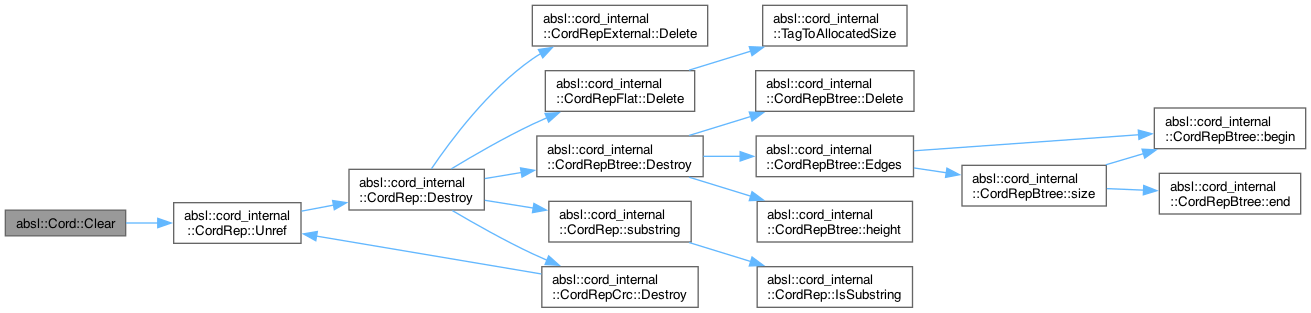 absl::Cord::Clear
absl::cord_internal
::CordRep::Unref
absl::cord_internal
::CordRep::Destroy
absl::cord_internal
::CordRepExternal::Delete
absl::cord_internal
::CordRepFlat::Delete
absl::cord_internal
::CordRepBtree::Destroy
absl::cord_internal
::CordRep::substring
absl::cord_internal
::CordRepCrc::Destroy
absl::cord_internal
::TagToAllocatedSize
absl::cord_internal
::CordRepBtree::Delete
absl::cord_internal
::CordRepBtree::Edges
absl::cord_internal
::CordRepBtree::height
absl::cord_internal
::CordRep::IsSubstring
absl::cord_internal
::CordRepBtree::size
absl::cord_internal
::CordRepBtree::begin
absl::cord_internal
::CordRepBtree::end